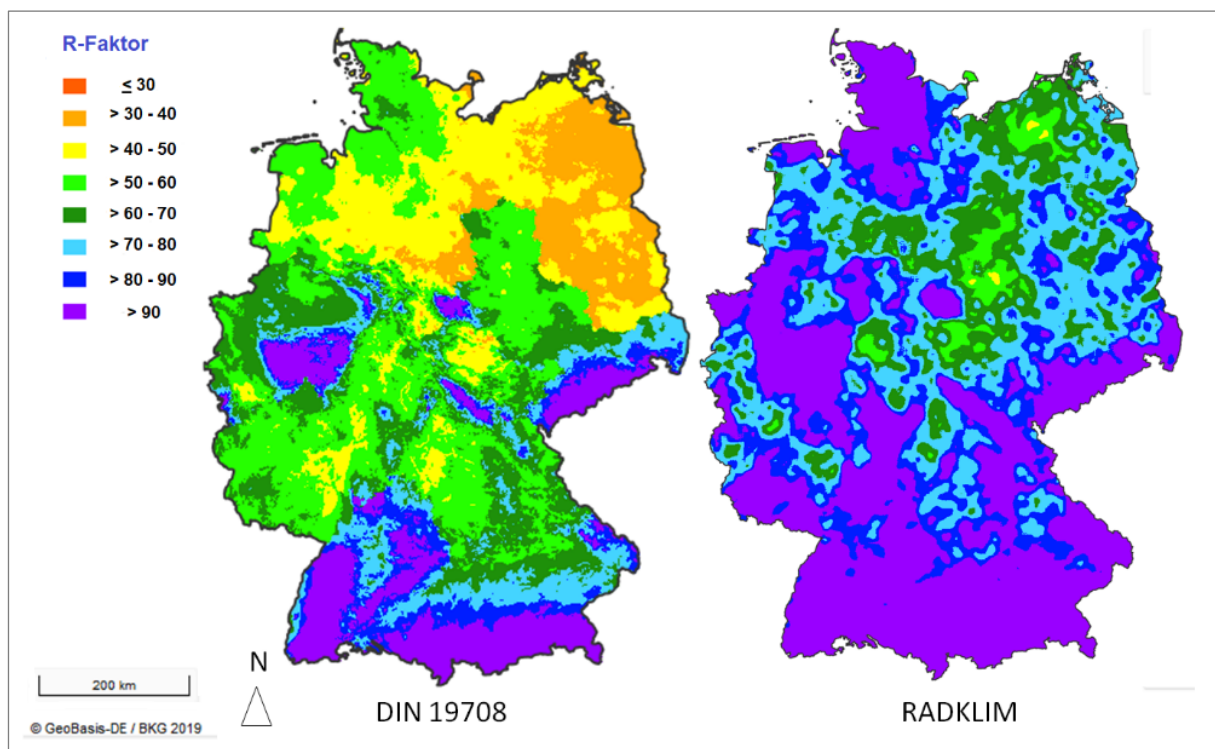 R-Faktor
≤ 30
> 30 - 40
> 40 - 50
> 50 - 60
> 60 - 70
> 70 - 80
> 80 - 90
> 90
200 km
N
© GeoBasis-DE / BKG 2019
DIN 19708
RADKLIM